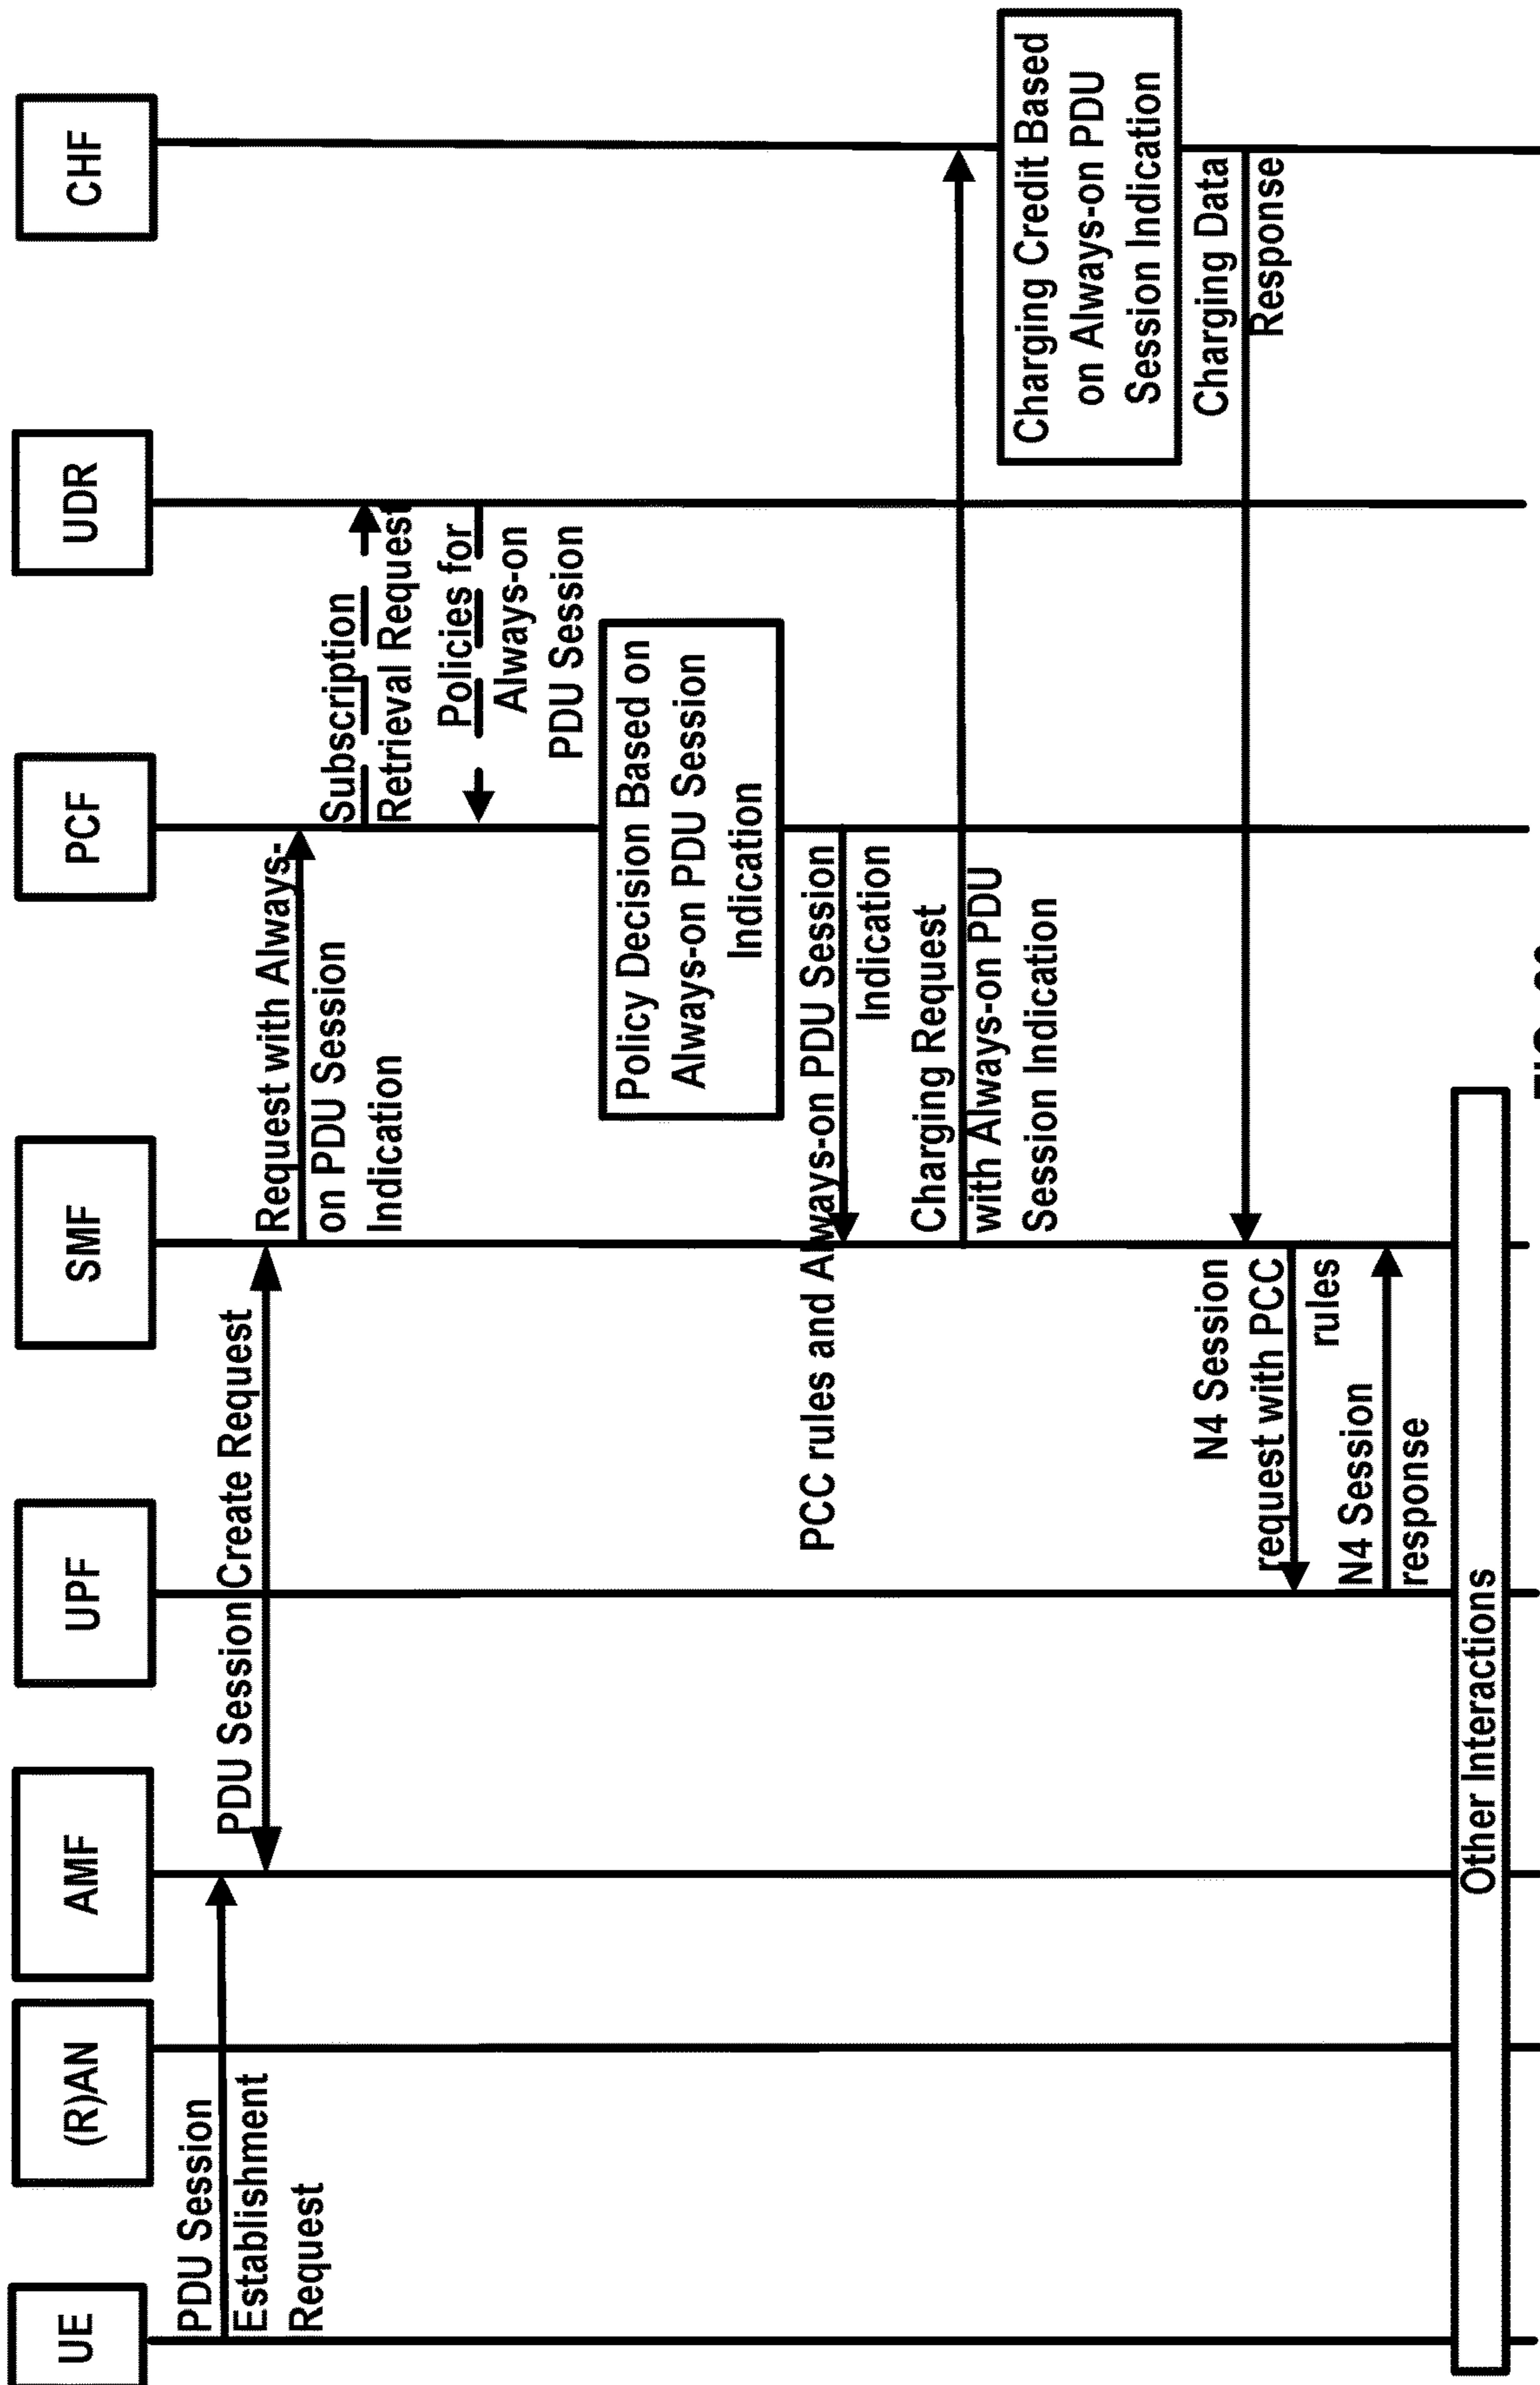 UE
(R)AN
AMF
UPF
SMF
PCF
UDR
CHF
PDU Session
Establishment
Request
PDU Session Create Request
Request with Always-
on PDU Session
Indication
Subscription
Retrieval Request
Policies for
Always-on
PDU Session
Policy Decision Based on
Always-on PDU Session
Indication
PCC rules and Always-on PDU Session
Indication
Charging Request
with Always-on PDU
Session Indication
Charging Credit Based
on Always-on PDU
Session Indication
Charging Data
Response
N4 Session
request with PCC
rules
N4 Session
response
Other Interactions